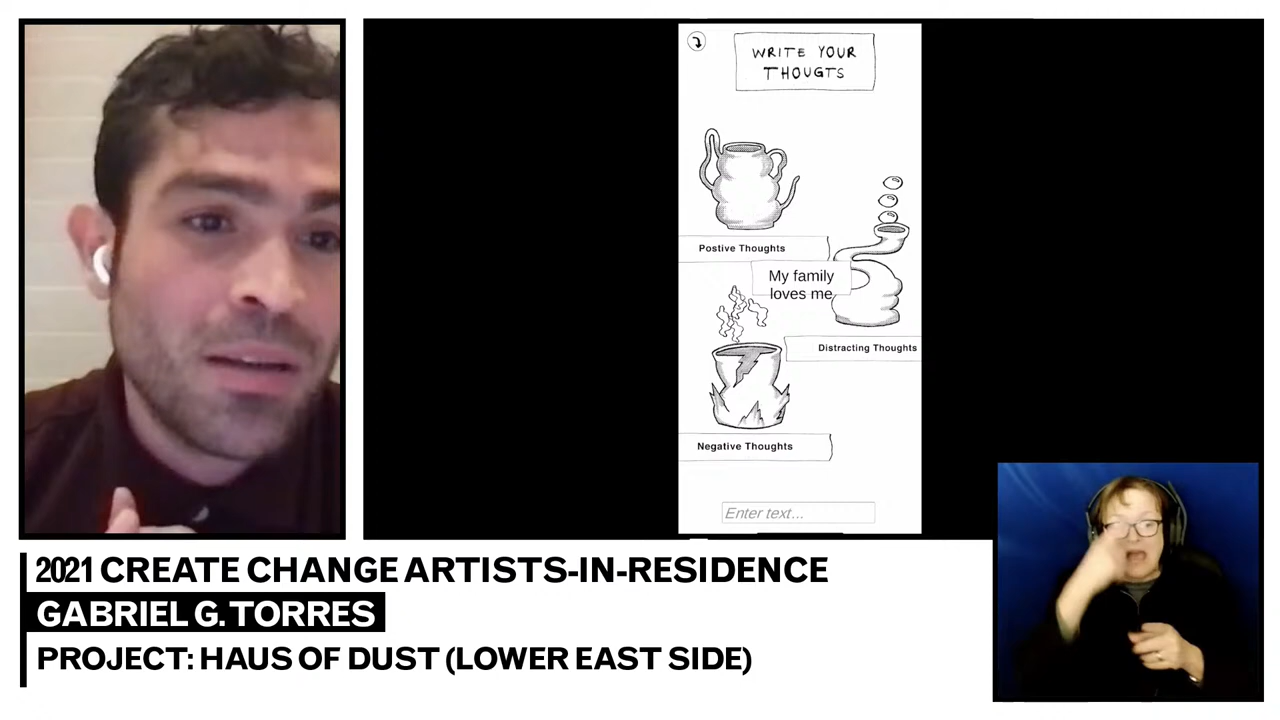 WRITE YOUR
THOUGTS
Postive Thoughts
My family
loves me
Distracting Thoughts
Negative Thoughts
Enter text...
2021 CREATE CHANGE ARTISTS-IN-RESIDENCE
GABRIEL G. TORRES
PROJECT: HAUS OF DUST (LOWER EAST SIDE)